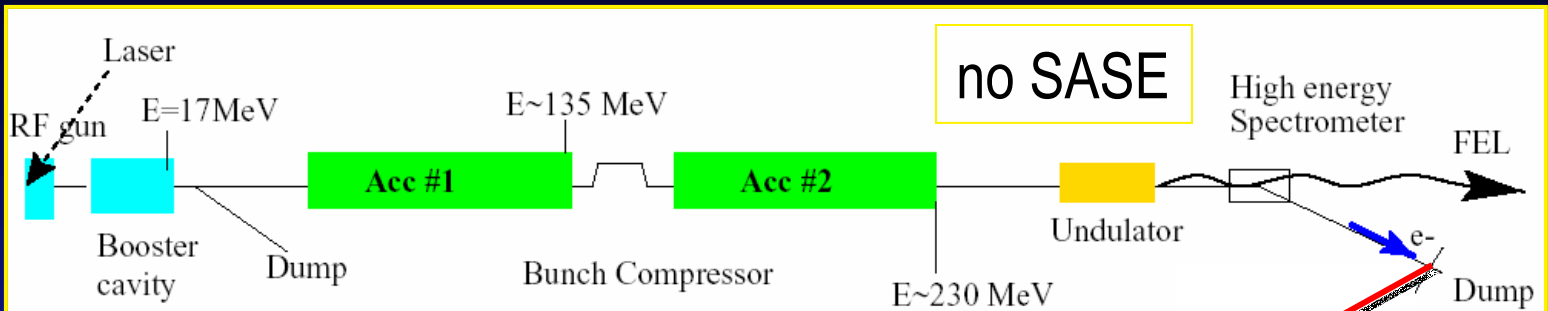 Laser
no SASE
High energy
Spectrometer
RF gun
E=17MeV
E~135 MeV
FEL
Acc #1
Acc #2
Undulator
e-
Booster
cavity
Dump
Bunch Compressor
E~230 MeV
Dump